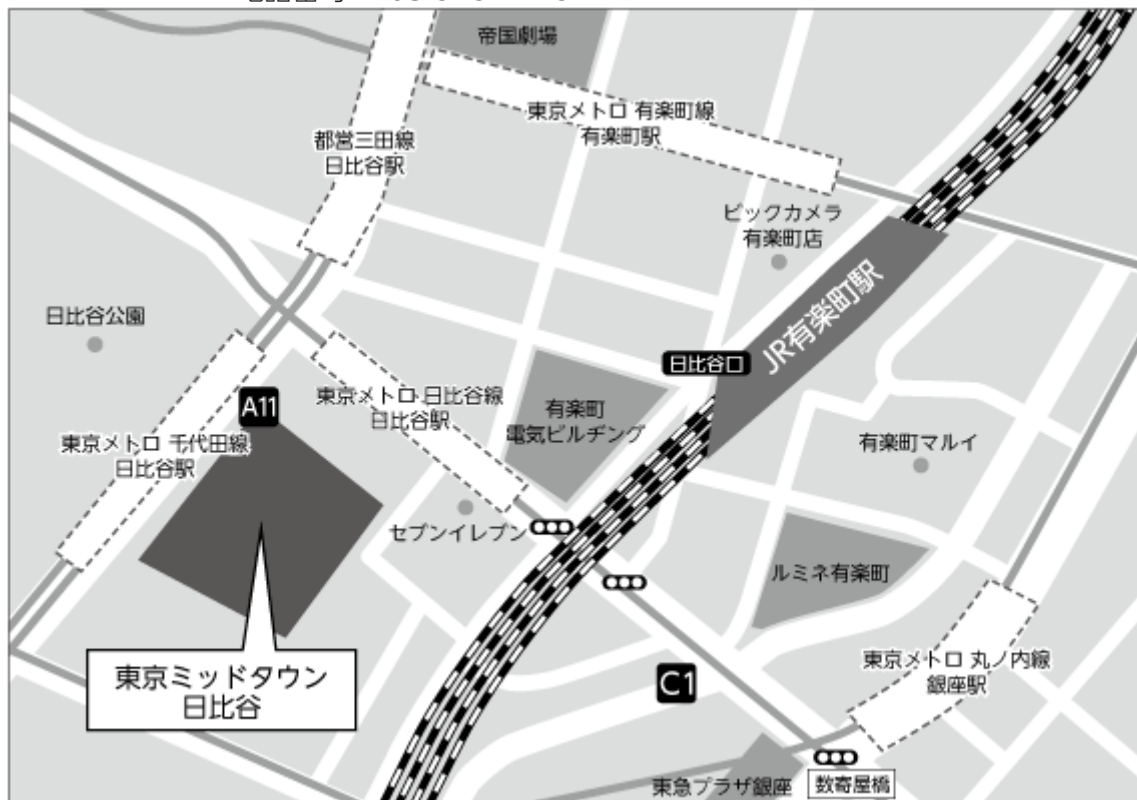 帝国劇場
東京メトロ 有楽町線
有楽町駅
都営三田線
日比谷駅
ビックカメラ
有楽町店
JR有楽町駅
日比谷公園
日比谷口
A11
東京メトロ 日比谷線
日比谷駅
有楽町
電気ビルヂング
東京メトロ 千代田線
日比谷駅
有楽町マルイ
セブンイレブン
ルミネ有楽町
東京ミッドタウン
日比谷
C1
東京メトロ 丸ノ内線
銀座駅
東急プラザ銀座
数寄屋橋